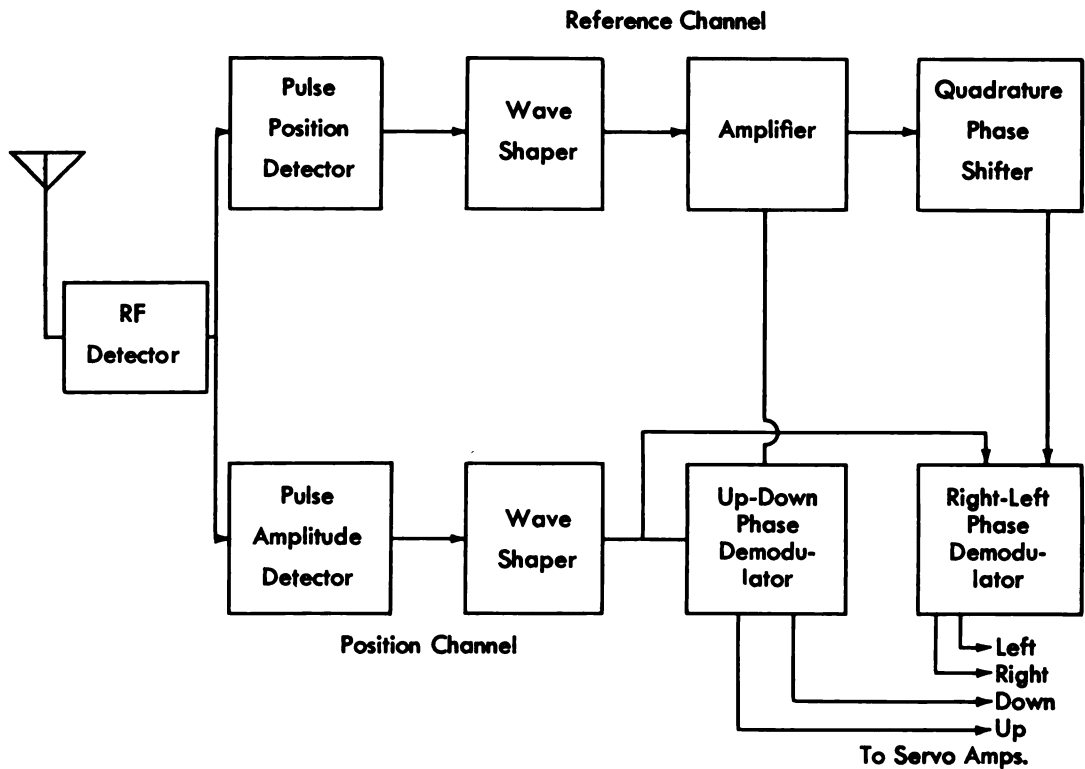 Reference Channel
Pulse
Position
Detector
Wave
Shaper
Amplifier
Quadrature
Phase
Shifter
RF
Detector
Pulse
Amplitude
Detector
Wave
Shaper
Up-Down
Phase
Demodu-
lator
Right-Left
Phase
Demodu-
lator
Position Channel
Left
Right
Down
Up
To Servo Amps.